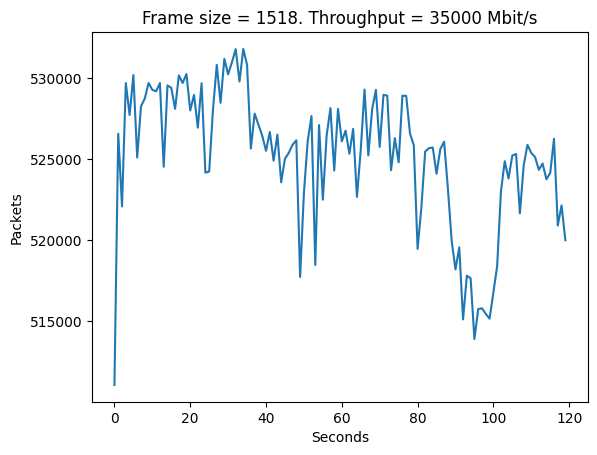 Frame size = 1518. Throughput = 35000 Mbit/s
530000
525000
520000
515000
Packets
0 20 40 60 80 100 120
Seconds